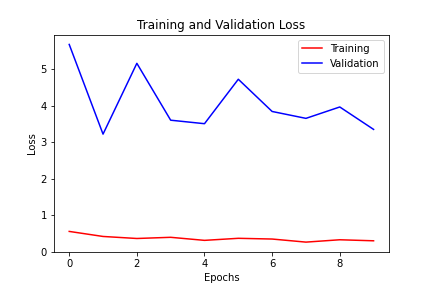 Training and Validation Loss
Training
Validation
Loss
5
4
3
2
1
0
0 2 4 6 8
Epochs